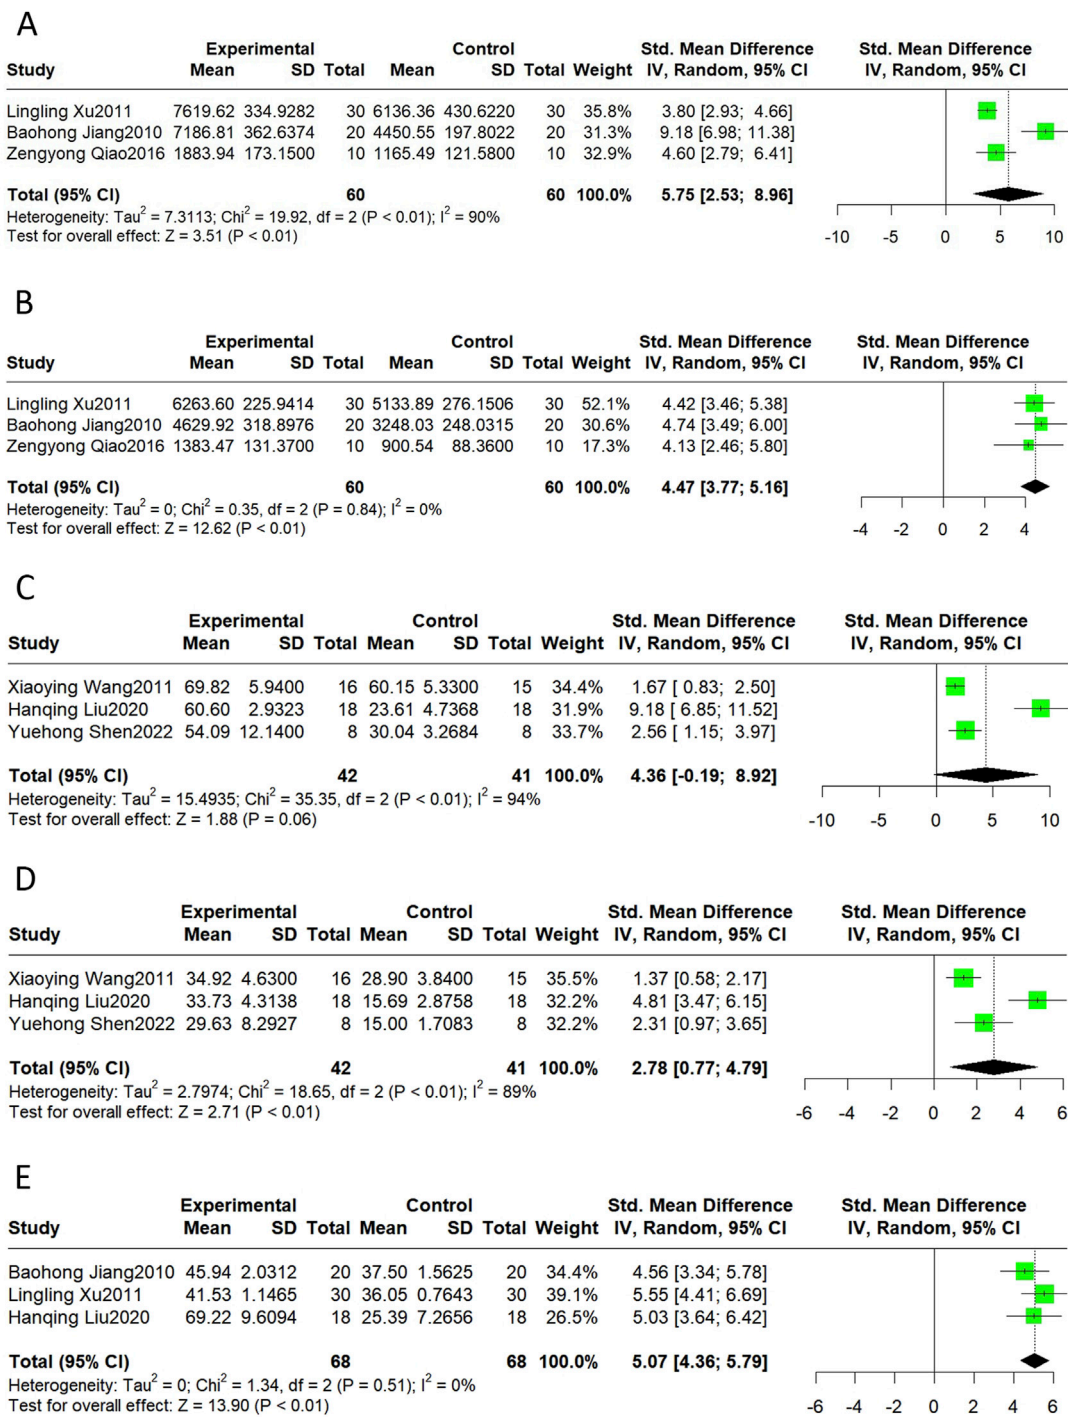 A
Experimental Control Std. Mean Difference Std. Mean Difference
Study Mean SD Total Mean SD Total Weight IV, Random, 95% CI IV, Random, 95% CI
Lingling Xu2011 7619.62 334.9282 30 6136.36 430.6220 30 35.8% 3.80 [2.93; 4.66]
Baohong Jiang2010 7186.81 362.6374 20 4450.55 197.8022 20 31.3% 9.18 [6.98; 11.38]
Zengyong Qiao2016 1883.94 173.1500 10 1165.49 121.5800 10 32.9% 4.60 [2.79; 6.41]
Total (95% CI) 60 60 100.0% 5.75 [2.53; 8.96]
Heterogeneity: Tau² = 7.3113; Chi² = 19.92, df = 2 (P < 0.01); I² = 90%
Test for overall effect: Z = 3.51 (P < 0.01)
-10 -5 0 5 10
B
Experimental Control Std. Mean Difference Std. Mean Difference
Study Mean SD Total Mean SD Total Weight IV, Random, 95% CI IV, Random, 95% CI
Lingling Xu2011 6263.60 225.9414 30 5133.89 276.1506 30 52.1% 4.42 [3.46; 5.38]
Baohong Jiang2010 4629.92 318.8976 20 3248.03 248.0315 20 30.6% 4.74 [3.49; 6.00]
Zengyong Qiao2016 1383.47 131.3700 10 900.54 88.3600 10 17.3% 4.13 [2.46; 5.80]
Total (95% CI) 60 60 100.0% 4.47 [3.77; 5.16]
Heterogeneity: Tau² = 0; Chi² = 0.35, df = 2 (P = 0.84); I² = 0%
Test for overall effect: Z = 12.62 (P < 0.01)
-4 -2 0 2 4
C
Experimental Control Std. Mean Difference Std. Mean Difference
Study Mean SD Total Mean SD Total Weight IV, Random, 95% CI IV, Random, 95% CI
Xiaoying Wang2011 69.82 5.9400 16 60.15 5.3300 15 34.4% 1.67 [ 0.83; 2.50]
Hanqing Liu2020 60.60 2.9323 18 23.61 4.7368 18 31.9% 9.18 [ 6.85; 11.52]
Yuehong Shen2022 54.09 12.1400 8 30.04 3.2684 8 33.7% 2.56 [ 1.15; 3.97]
Total (95% CI) 42 41 100.0% 4.36 [-0.19; 8.92]
Heterogeneity: Tau² = 15.4935; Chi² = 35.35, df = 2 (P < 0.01); I² = 94%
Test for overall effect: Z = 1.88 (P = 0.06)
-10 -5 0 5 10
D
Experimental Control Std. Mean Difference Std. Mean Difference
Study Mean SD Total Mean SD Total Weight IV, Random, 95% CI IV, Random, 95% CI
Xiaoying Wang2011 34.92 4.6300 16 28.90 3.8400 15 35.5% 1.37 [0.58; 2.17]
Hanqing Liu2020 33.73 4.3138 18 15.69 2.8758 18 32.2% 4.81 [3.47; 6.15]
Yuehong Shen2022 29.63 8.2927 8 15.00 1.7083 8 32.2% 2.31 [0.97; 3.65]
Total (95% CI) 42 41 100.0% 2.78 [0.77; 4.79]
Heterogeneity: Tau² = 2.7974; Chi² = 18.65, df = 2 (P < 0.01); I² = 89%
Test for overall effect: Z = 2.71 (P < 0.01)
-6 -4 -2 0 2 4 6
E
Experimental Control Std. Mean Difference Std. Mean Difference
Study Mean SD Total Mean SD Total Weight IV, Random, 95% CI IV, Random, 95% CI
Baohong Jiang2010 45.94 2.0312 20 37.50 1.5625 20 34.4% 4.56 [3.34; 5.78]
Lingling Xu2011 41.53 1.1465 30 36.05 0.7643 30 39.1% 5.55 [4.41; 6.69]
Hanqing Liu2020 69.22 9.6094 18 25.39 7.2656 18 26.5% 5.03 [3.64; 6.42]
Total (95% CI) 68 68 100.0% 5.07 [4.36; 5.79]
Heterogeneity: Tau² = 0; Chi² = 1.34, df = 2 (P = 0.51); I² = 0%
Test for overall effect: Z = 13.90 (P < 0.01)
-6 -4 -2 0 2 4 6